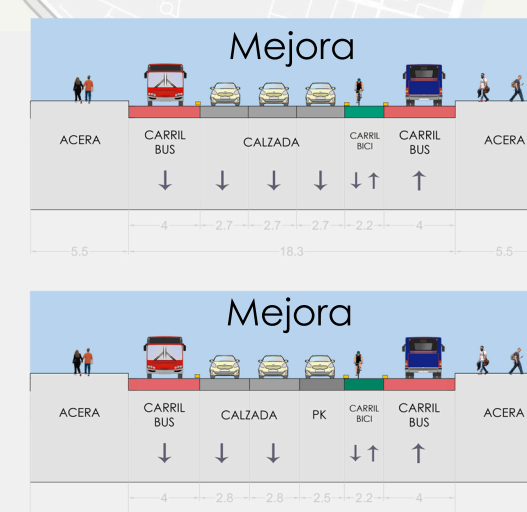 Mejora
ACERA CARRIL BUS CALZADA CARRIL BICI CARRIL BUS ACERA
4 2.7 2.7 2.7 2.2 4
5.5 18.3 5.5
Mejora
ACERA CARRIL BUS CALZADA PK CARRIL BICI CARRIL BUS ACERA
4 2.8 2.8 2.5 2.2 4